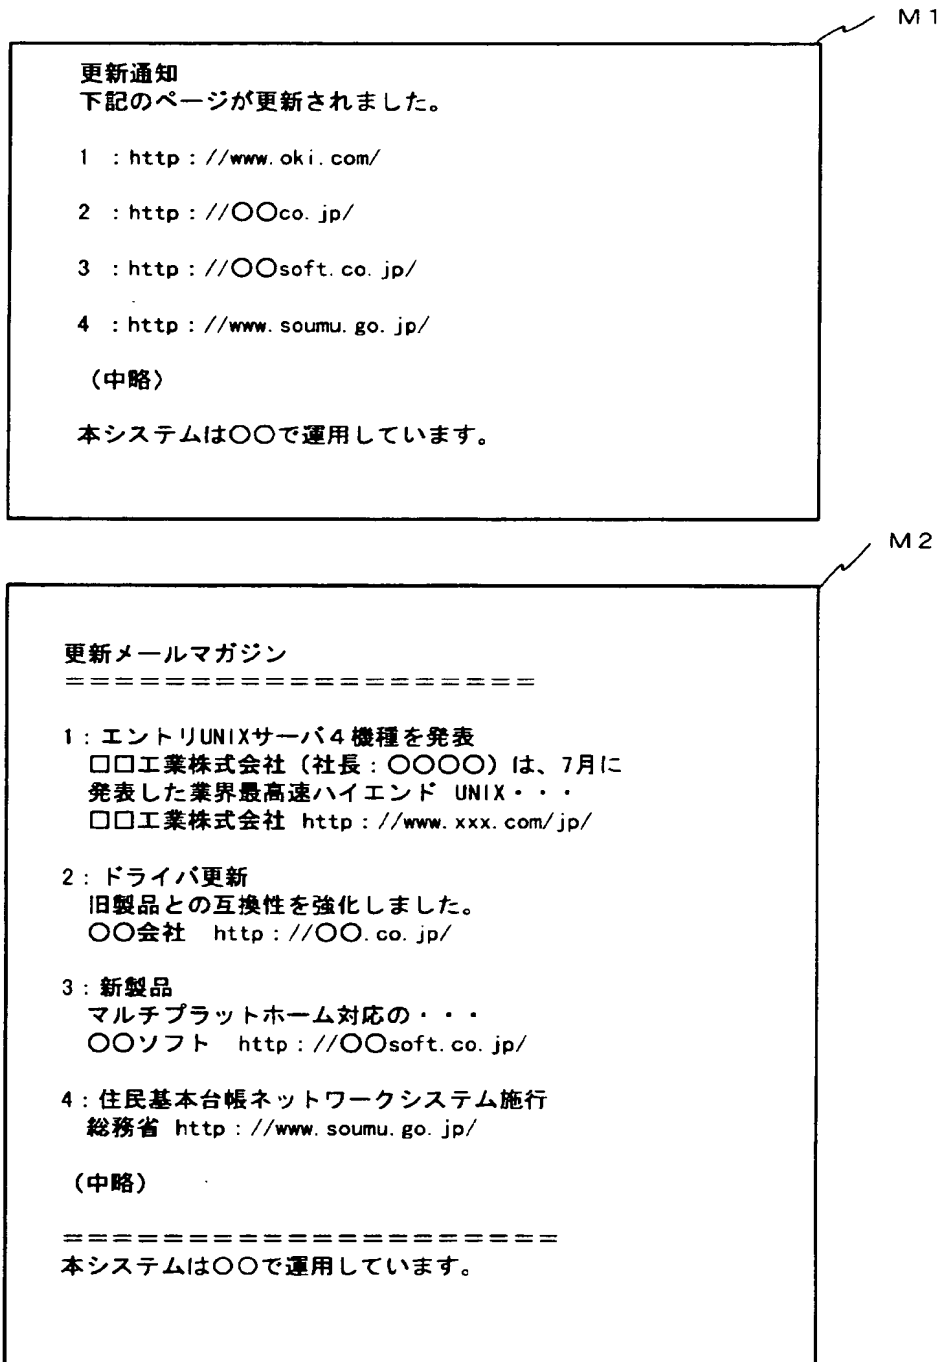 M1
更新通知
下記のページが更新されました。
1 :http://www.oki.com/
2 :http://〇〇co.jp/
3 :http://〇〇soft.co.jp/
4 :http://www.soumu.go.jp/
(中略)
本システムは〇〇で運用しています。
M2
更新メールマガジン
===================
1:エントリUNIXサーバ4機種を発表
□□工業株式会社(社長:〇〇〇〇)は、7月に
発表した業界最高速ハイエンド UNIX・・・
□□工業株式会社 http://www.xxx.com/jp/
2:ドライバ更新
旧製品との互換性を強化しました。
〇〇会社 http://〇〇.co.jp/
3:新製品
マルチプラットホーム対応の・・・
〇〇ソフト http://〇〇soft.co.jp/
4:住民基本台帳ネットワークシステム施行
総務省 http://www.soumu.go.jp/
(中略)
====================
本システムは〇〇で運用しています。